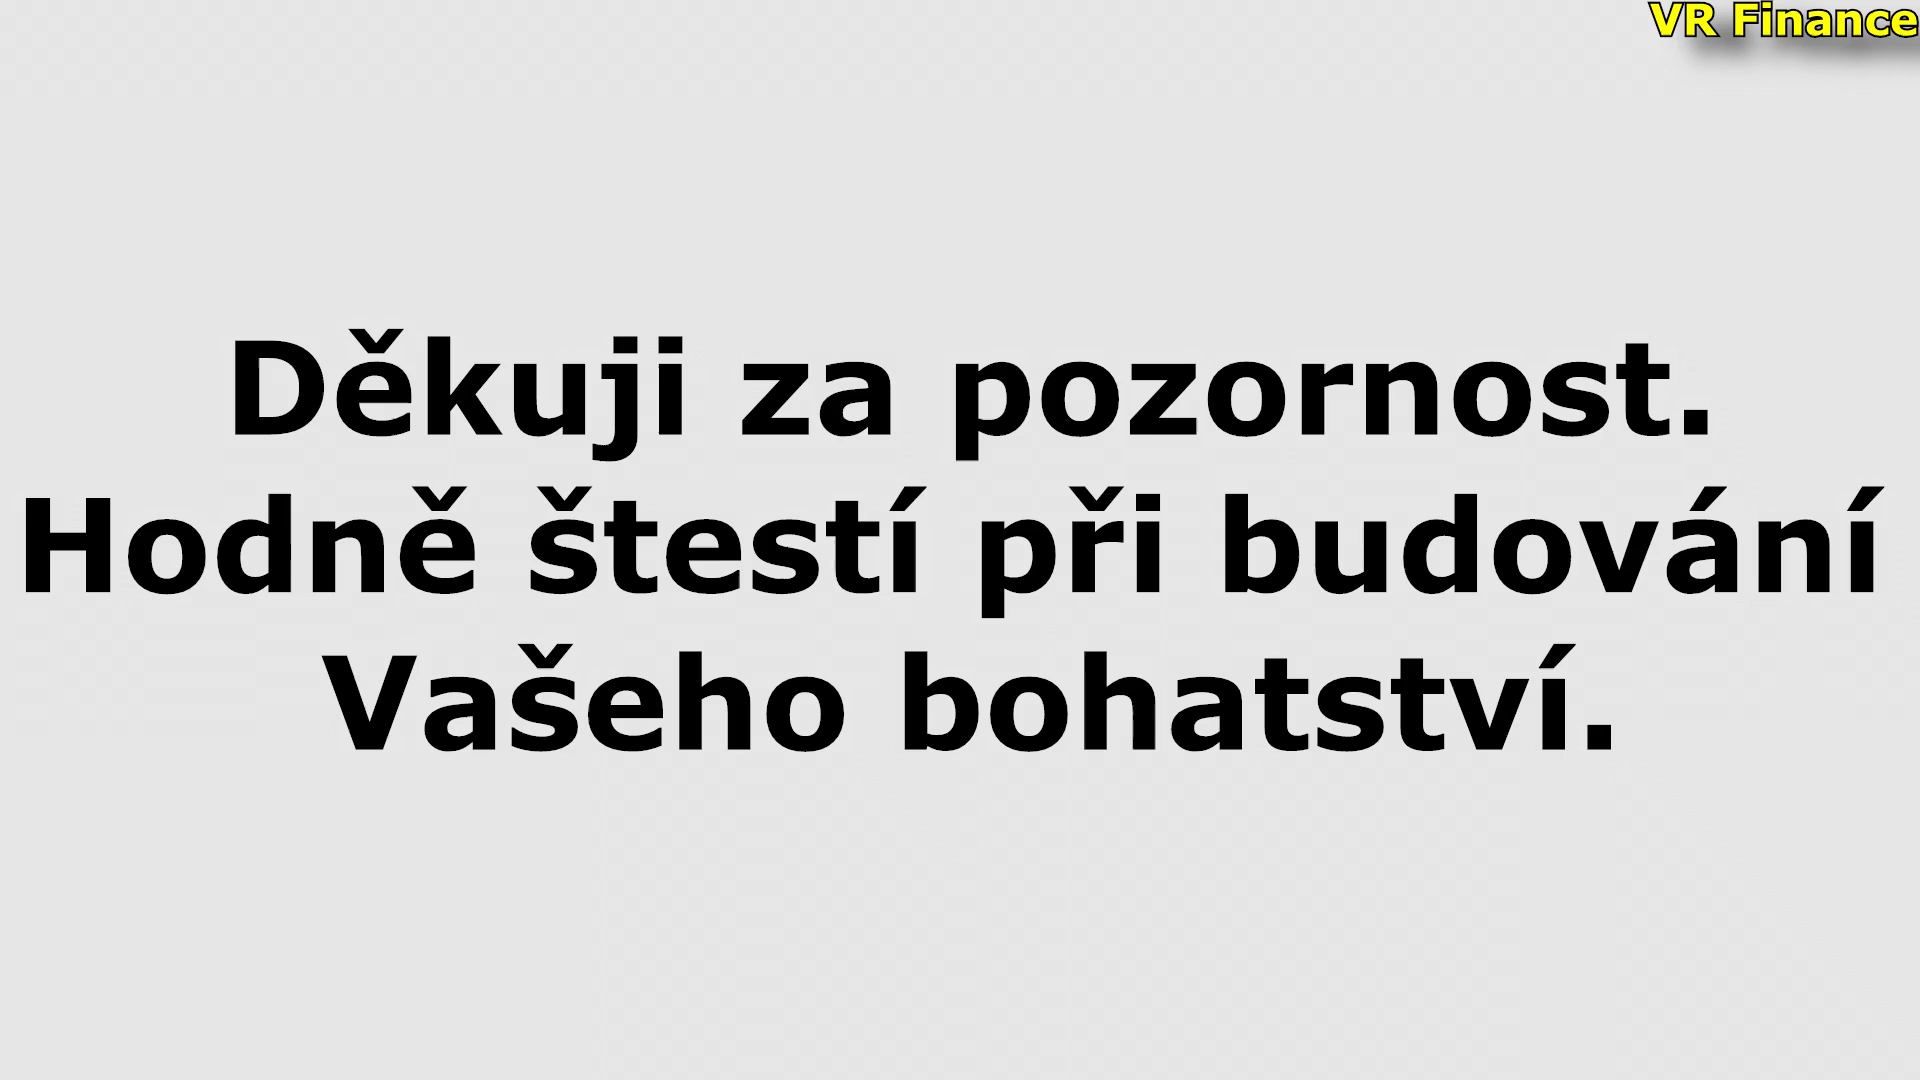 VR Finance
Děkuji za pozornost.
Hodně štestí při budování
Vašeho bohatství.